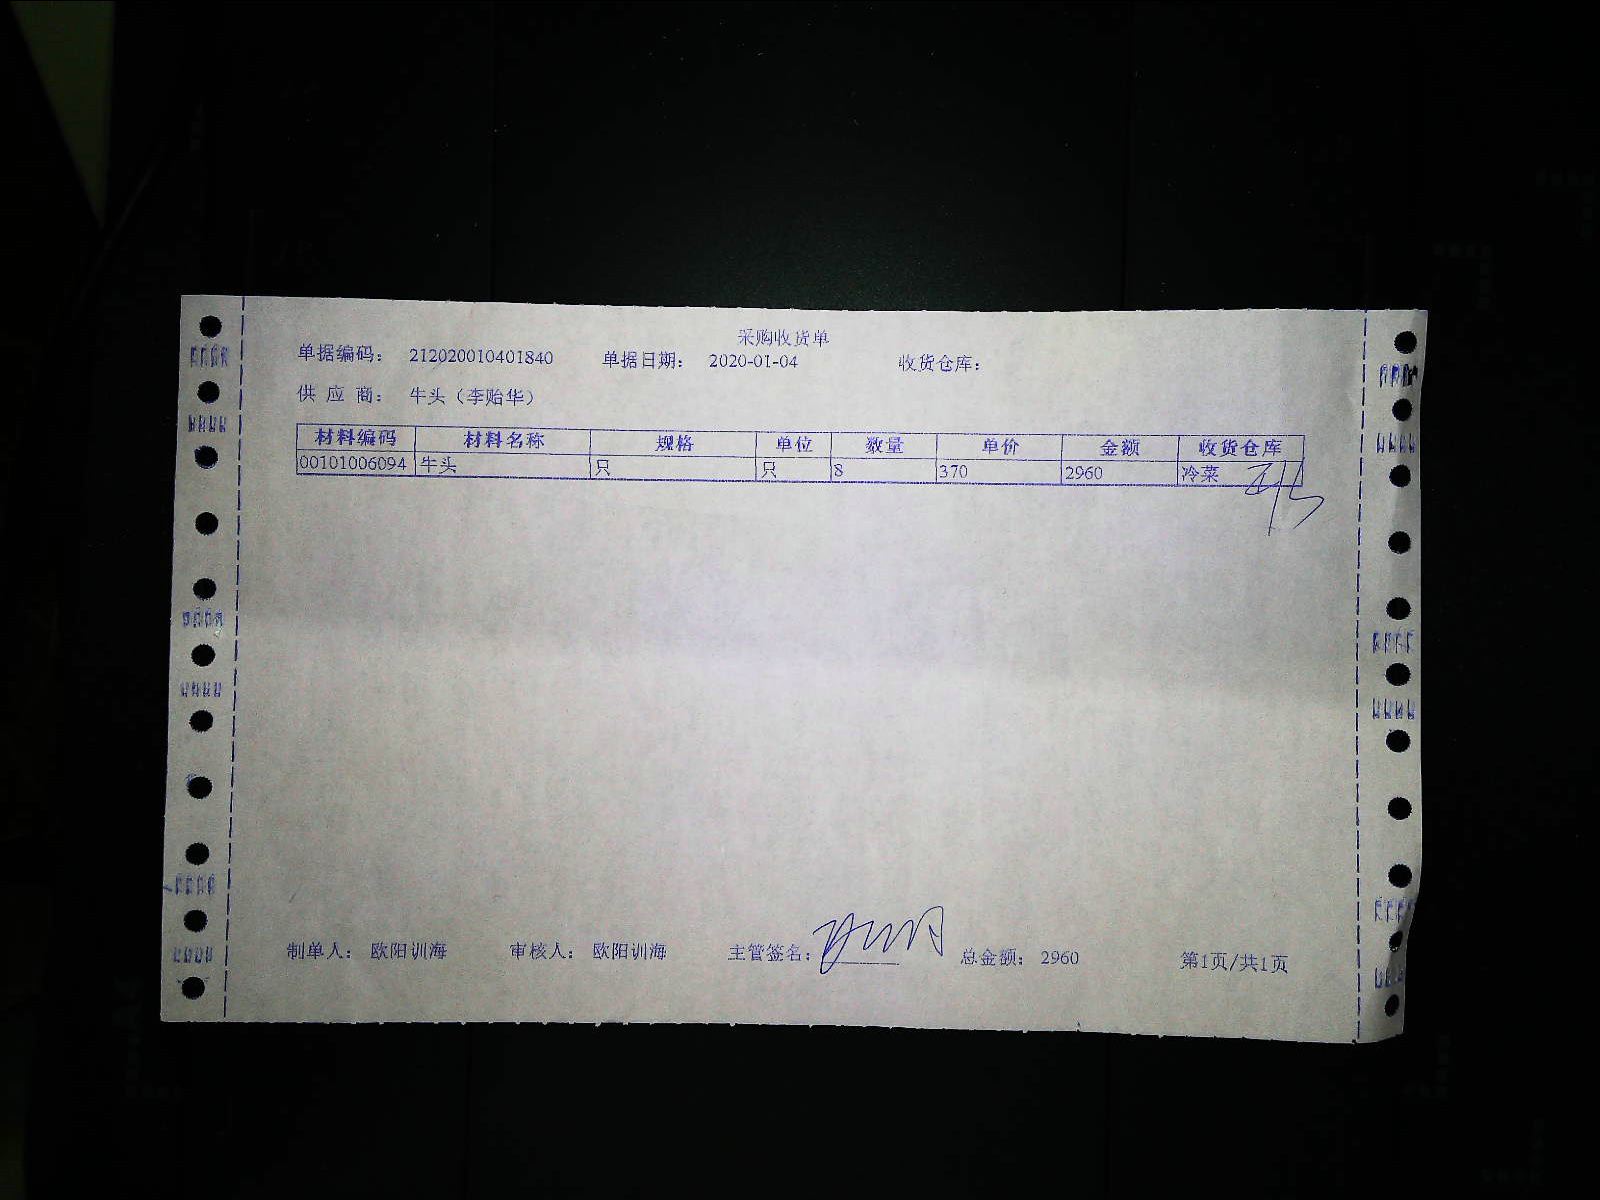 采购收货单
单据编码： 212020010401840 单据日期： 2020-01-04 收货仓库：
供 应 商： 牛头（李贻华）
材料编码 材料名称 规格 单位 数量 单价 金额 收货仓库
00101006094 牛头 只 只 8 370 2960 冷菜
制单人： 欧阳训海 审核人： 欧阳训海 主管签名： 总金额： 2960 第1页/共1页